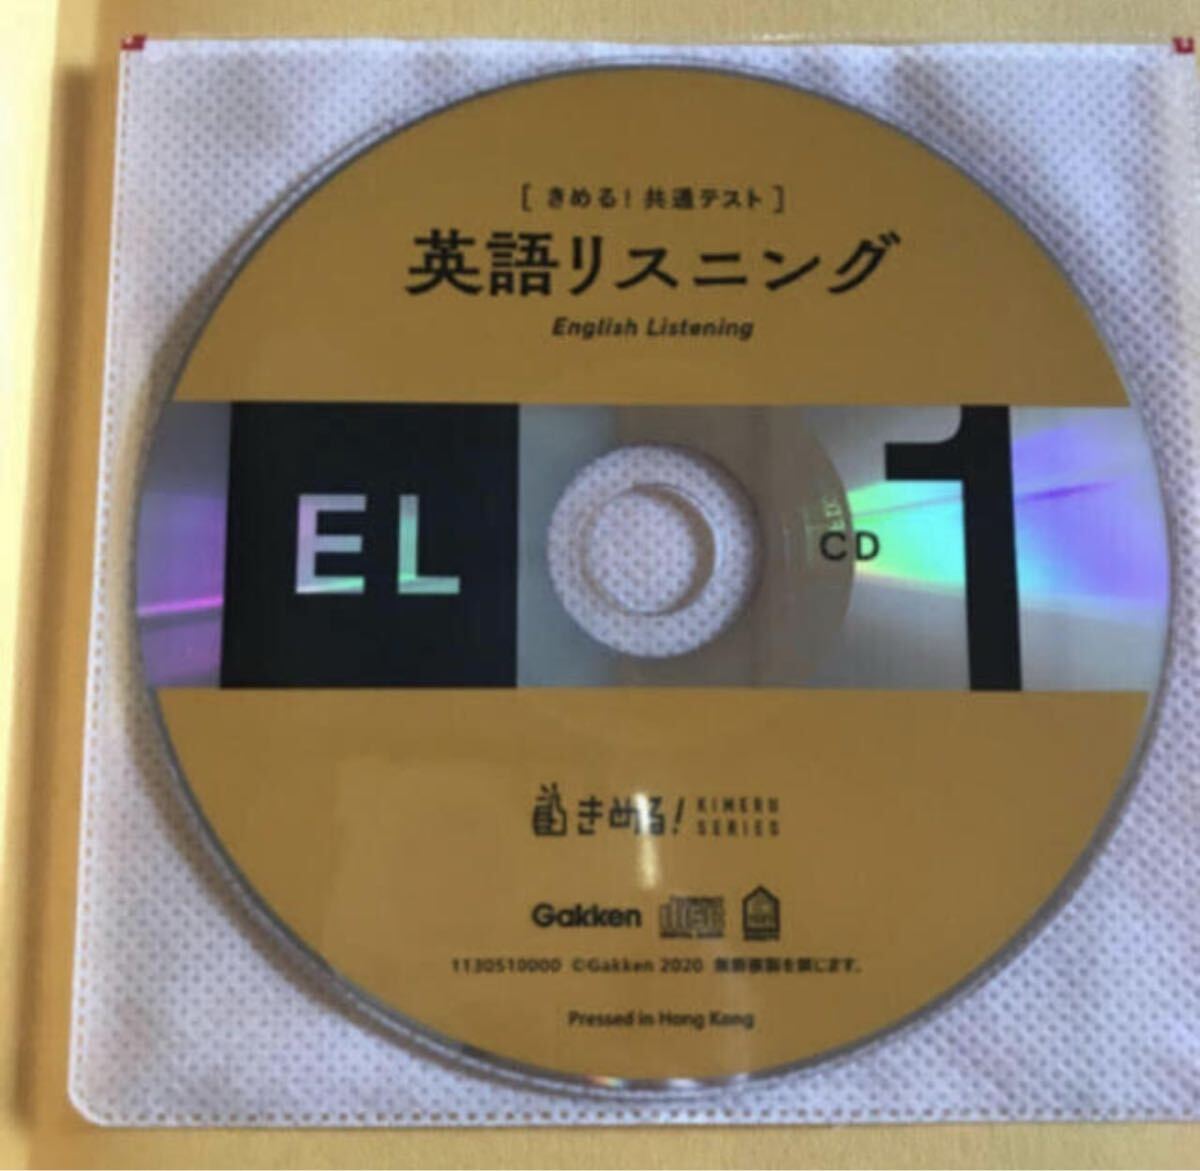 [ きめる! 共通テスト ]
英語リスニング
English Listening
EL
CD 1
きめる! KIMERU SERIES
Gakken
1130510000 ©Gakken 2020 無断複製を禁じます。
Pressed in Hong Kong